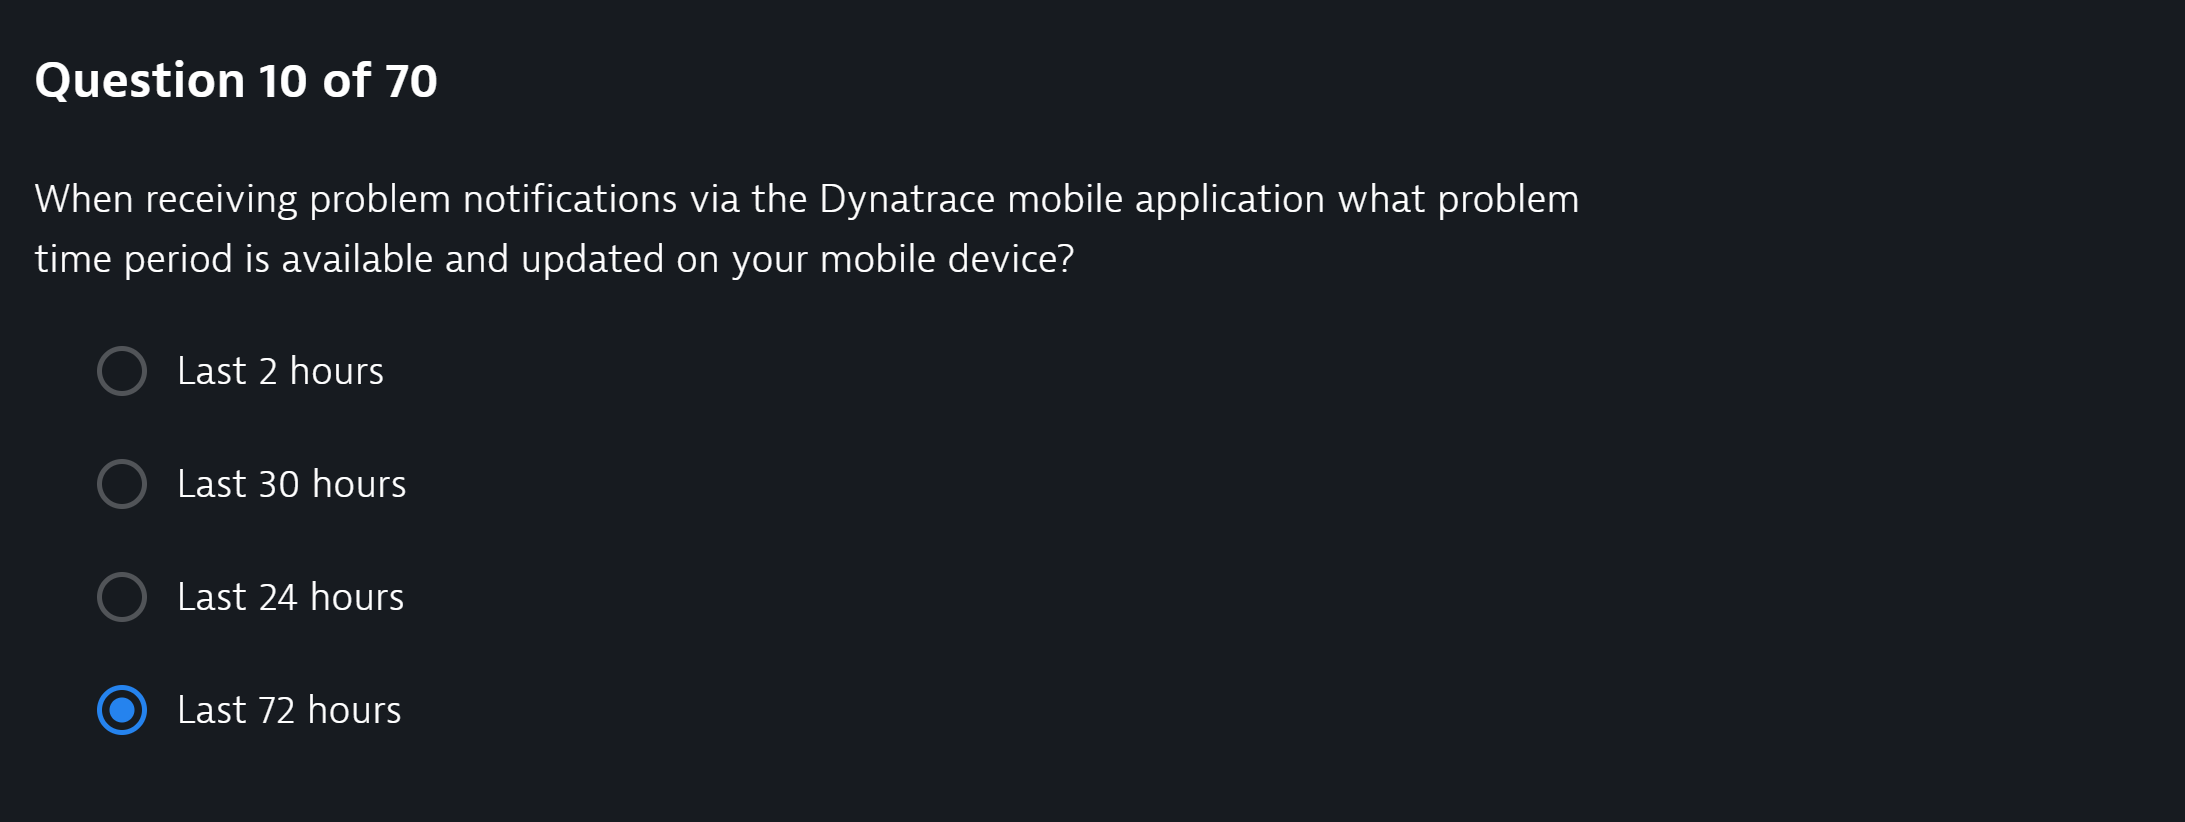 Question 10 of 70
When receiving problem notifications via the Dynatrace mobile application what problem
time period is available and updated on your mobile device?
Last 2 hours
Last 30 hours
Last 24 hours
Last 72 hours